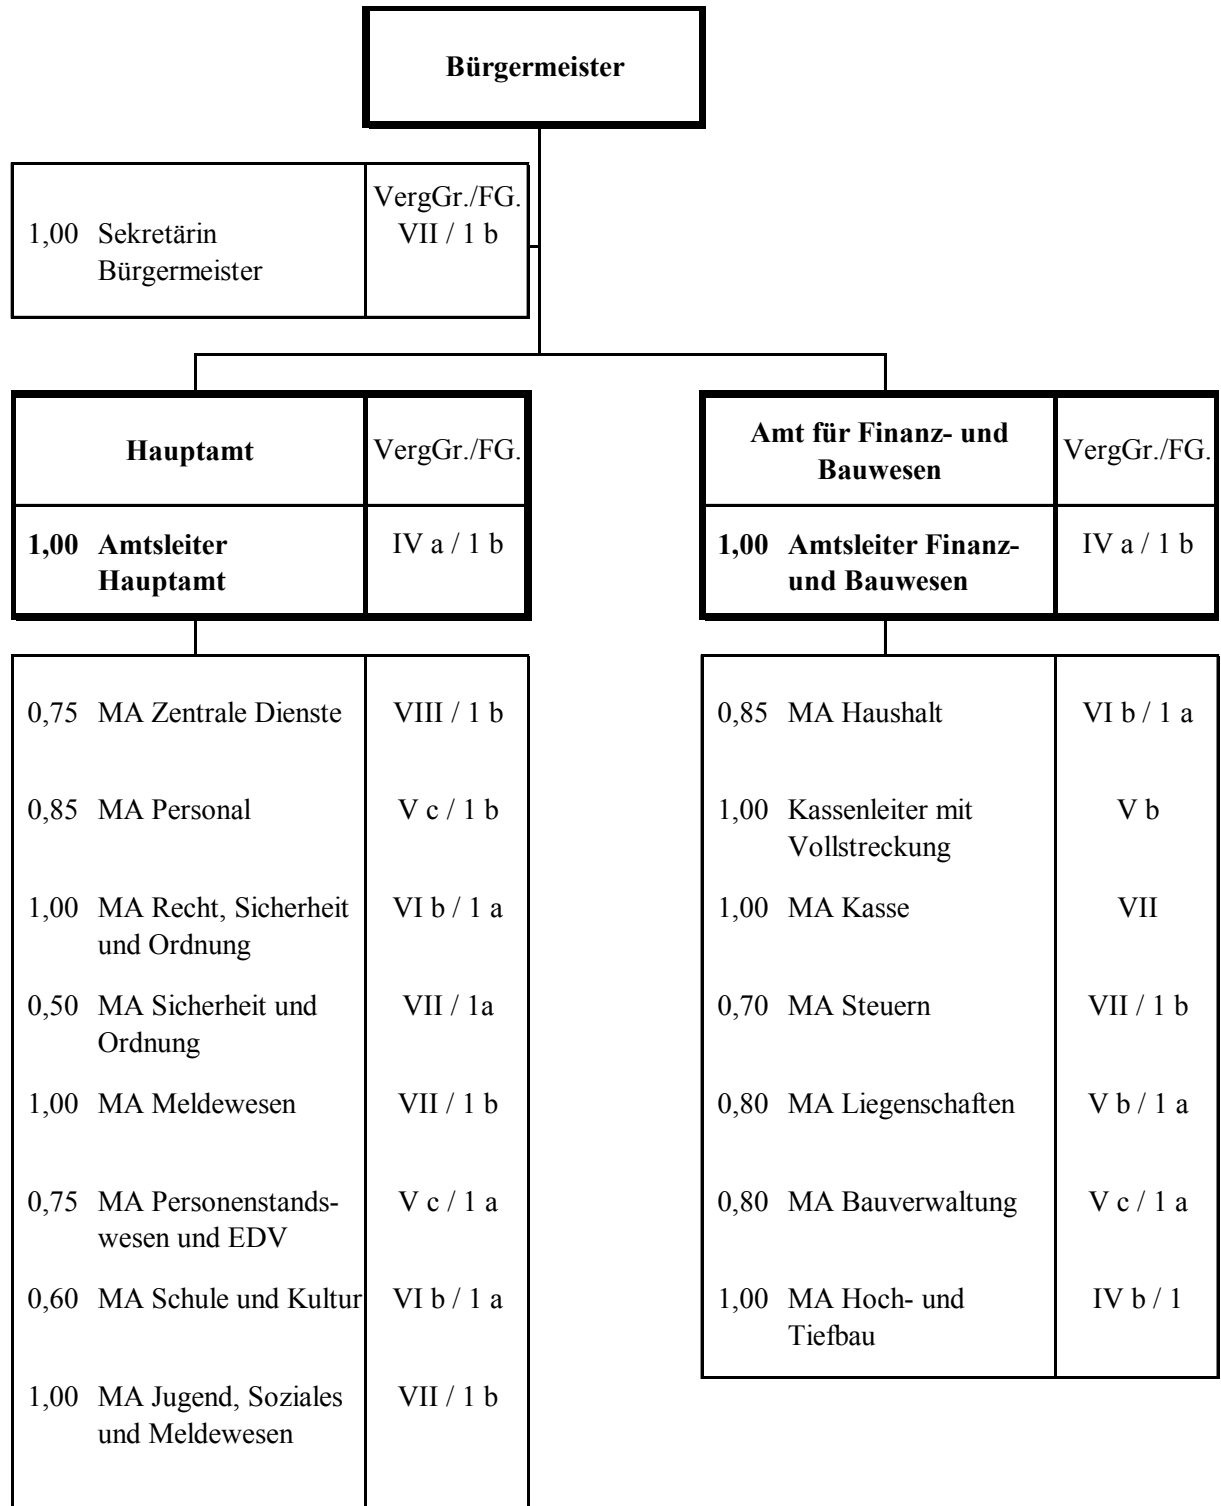 Bürgermeister
VergGr./FG.
1,00 Sekretärin VII / 1 b
Bürgermeister
Hauptamt VergGr./FG.
1,00 Amtsleiter IV a / 1 b
Hauptamt
0,75 MA Zentrale Dienste VIII / 1 b
0,85 MA Personal V c / 1 b
1,00 MA Recht, Sicherheit VI b / 1 a
und Ordnung
0,50 MA Sicherheit und VII / 1a
Ordnung
1,00 MA Meldewesen VII / 1 b
0,75 MA Personenstands- V c / 1 a
wesen und EDV
0,60 MA Schule und Kultur VI b / 1 a
1,00 MA Jugend, Soziales VII / 1 b
und Meldewesen
Amt für Finanz- und
Bauwesen
VergGr./FG.
1,00 Amtsleiter Finanz- IV a / 1 b
und Bauwesen
0,85 MA Haushalt VI b / 1 a
1,00 Kassenleiter mit V b
Vollstreckung
1,00 MA Kasse VII
0,70 MA Steuern VII / 1 b
0,80 MA Liegenschaften V b / 1 a
0,80 MA Bauverwaltung V c / 1 a
1,00 MA Hoch- und IV b / 1
Tiefbau